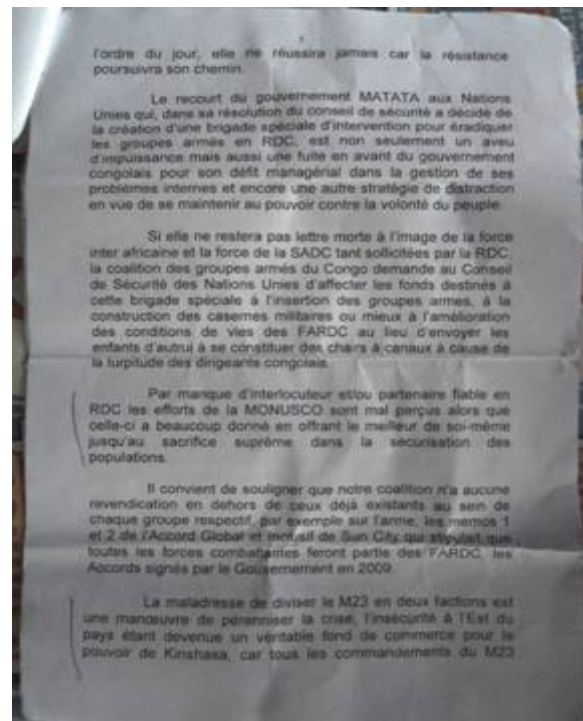 l'ordre du jour, elle ne réussira jamais car la résistance
poursuivra son chemin.
Le recourt du gouvernement MATATA aux Nations
Unies qui, dans sa résolution du conseil de sécurité a décidé de
la création d'une brigade spéciale d'intervention pour éradiquer
les groupes armés en RDC, est non seulement un aveu
d'impuissance mais aussi une fuite en avant du gouvernement
congolais pour son défit managérial dans la gestion de ses
problèmes internes et encore une autre stratégie de distraction
en vue de se maintenir au pouvoir contre la volonté du peuple.
Si elle ne restera pas lettre morte à l'image de la force
inter africaine et la force de la SADC tant sollicitées par la RDC,
la coalition des groupes armés du Congo demande au Conseil
de Sécurité des Nations Unies d'affecter les fonds destinés à
cette brigade spéciale à l'insertion des groupes armes, à la
construction des casernes militaires ou mieux à l'amélioration
des conditions de vies des FARDC au lieu d'envoyer les
enfants d'autrui à se constituer des chairs à canaux à cause de
la turpitude des dirigeants congolais.
Par manque d'interlocuteur et/ou partenaire fiable en
RDC les efforts de la MONUSCO sont mal perçus alors que
celle-ci a beaucoup donné en offrant le meilleur de soi-même
jusqu'au sacrifice suprême dans la sécurisation des
populations.
Il convient de souligner que notre coalition n'a aucune
revendication en dehors de ceux déjà existants au sein de
chaque groupe respectif, par exemple sur l'arme, les mémos 1
et 2 de l'Accord Global et inclusif de Sun City qui stipulait que
toutes les forces combattantes feront partie des FARDC, les
Accords signés par le Gouvernement en 2009.
La maladresse de diviser le M23 en deux factions est
une manœuvre de pérenniser la crise, l'insécurité à l'Est du
pays étant devenue un véritable fond de commerce pour le
pouvoir de Kinshasa, car tous les commandements du M23